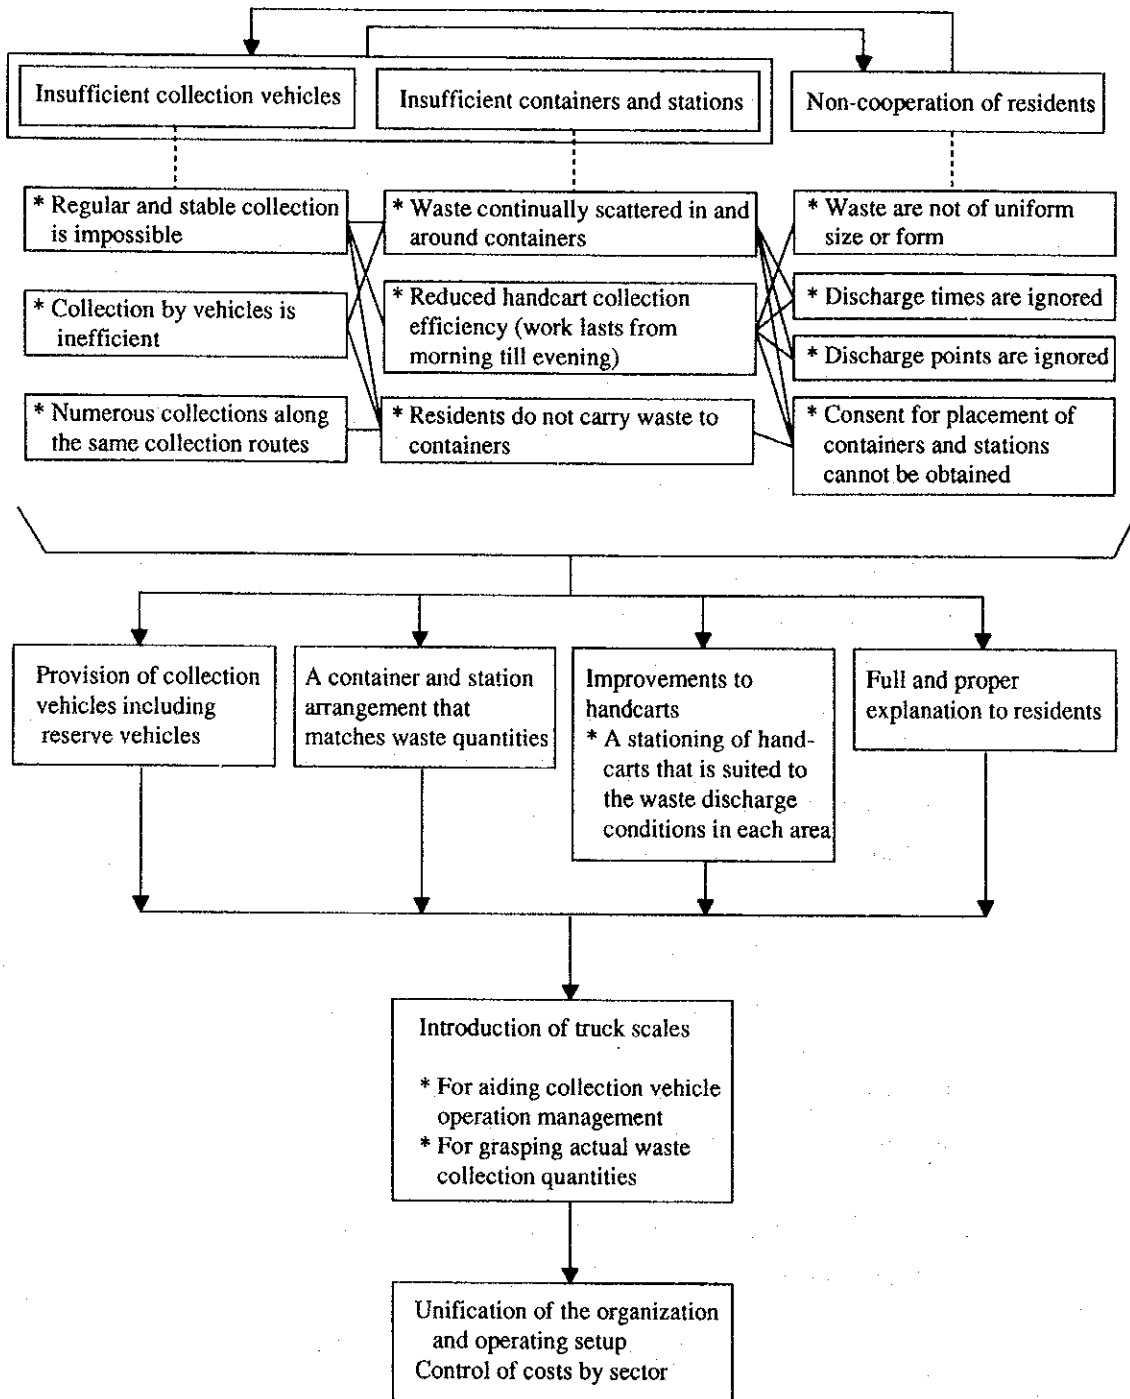 Insufficient collection vehicles
Insufficient containers and stations
Non-cooperation of residents
* Regular and stable collection
is impossible
* Collection by vehicles is
inefficient
* Numerous collections along
the same collection routes
* Waste continually scattered in and
around containers
* Reduced handcart collection
efficiency (work lasts from
morning till evening)
* Residents do not carry waste to
containers
* Waste are not of uniform
size or form
* Discharge times are ignored
* Discharge points are ignored
* Consent for placement of
containers and stations
cannot be obtained
Provision of collection
vehicles including
reserve vehicles
A container and station
arrangement that
matches waste quantities
Improvements to
handcarts
* A stationing of hand-
carts that is suited to
the waste discharge
conditions in each area
Full and proper
explanation to residents
Introduction of truck scales
* For aiding collection vehicle
operation management
* For grasping actual waste
collection quantities
Unification of the organization
and operating setup
Control of costs by sector